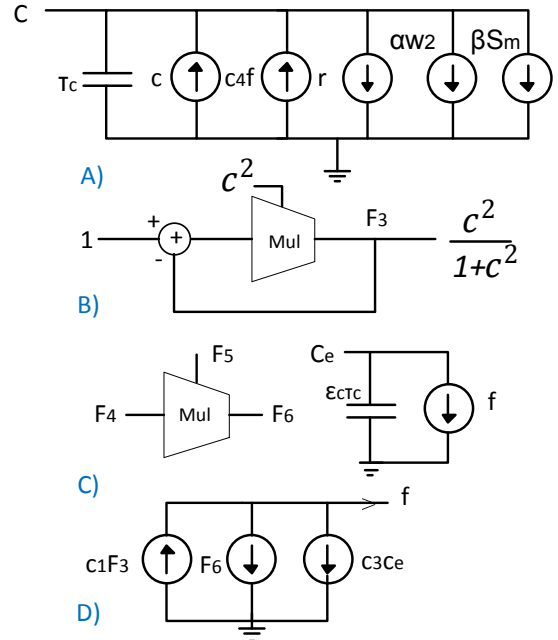 C αw₂ βSₘ
τc c c₄f r
A)
c²
+ + - 1 Mul F₃ c²/1+c²
B)
F₅ Cₑ
F₄ Mul F₆ εcτc f
C)
f
c₁F₃ F₆ c₃cₑ
D)